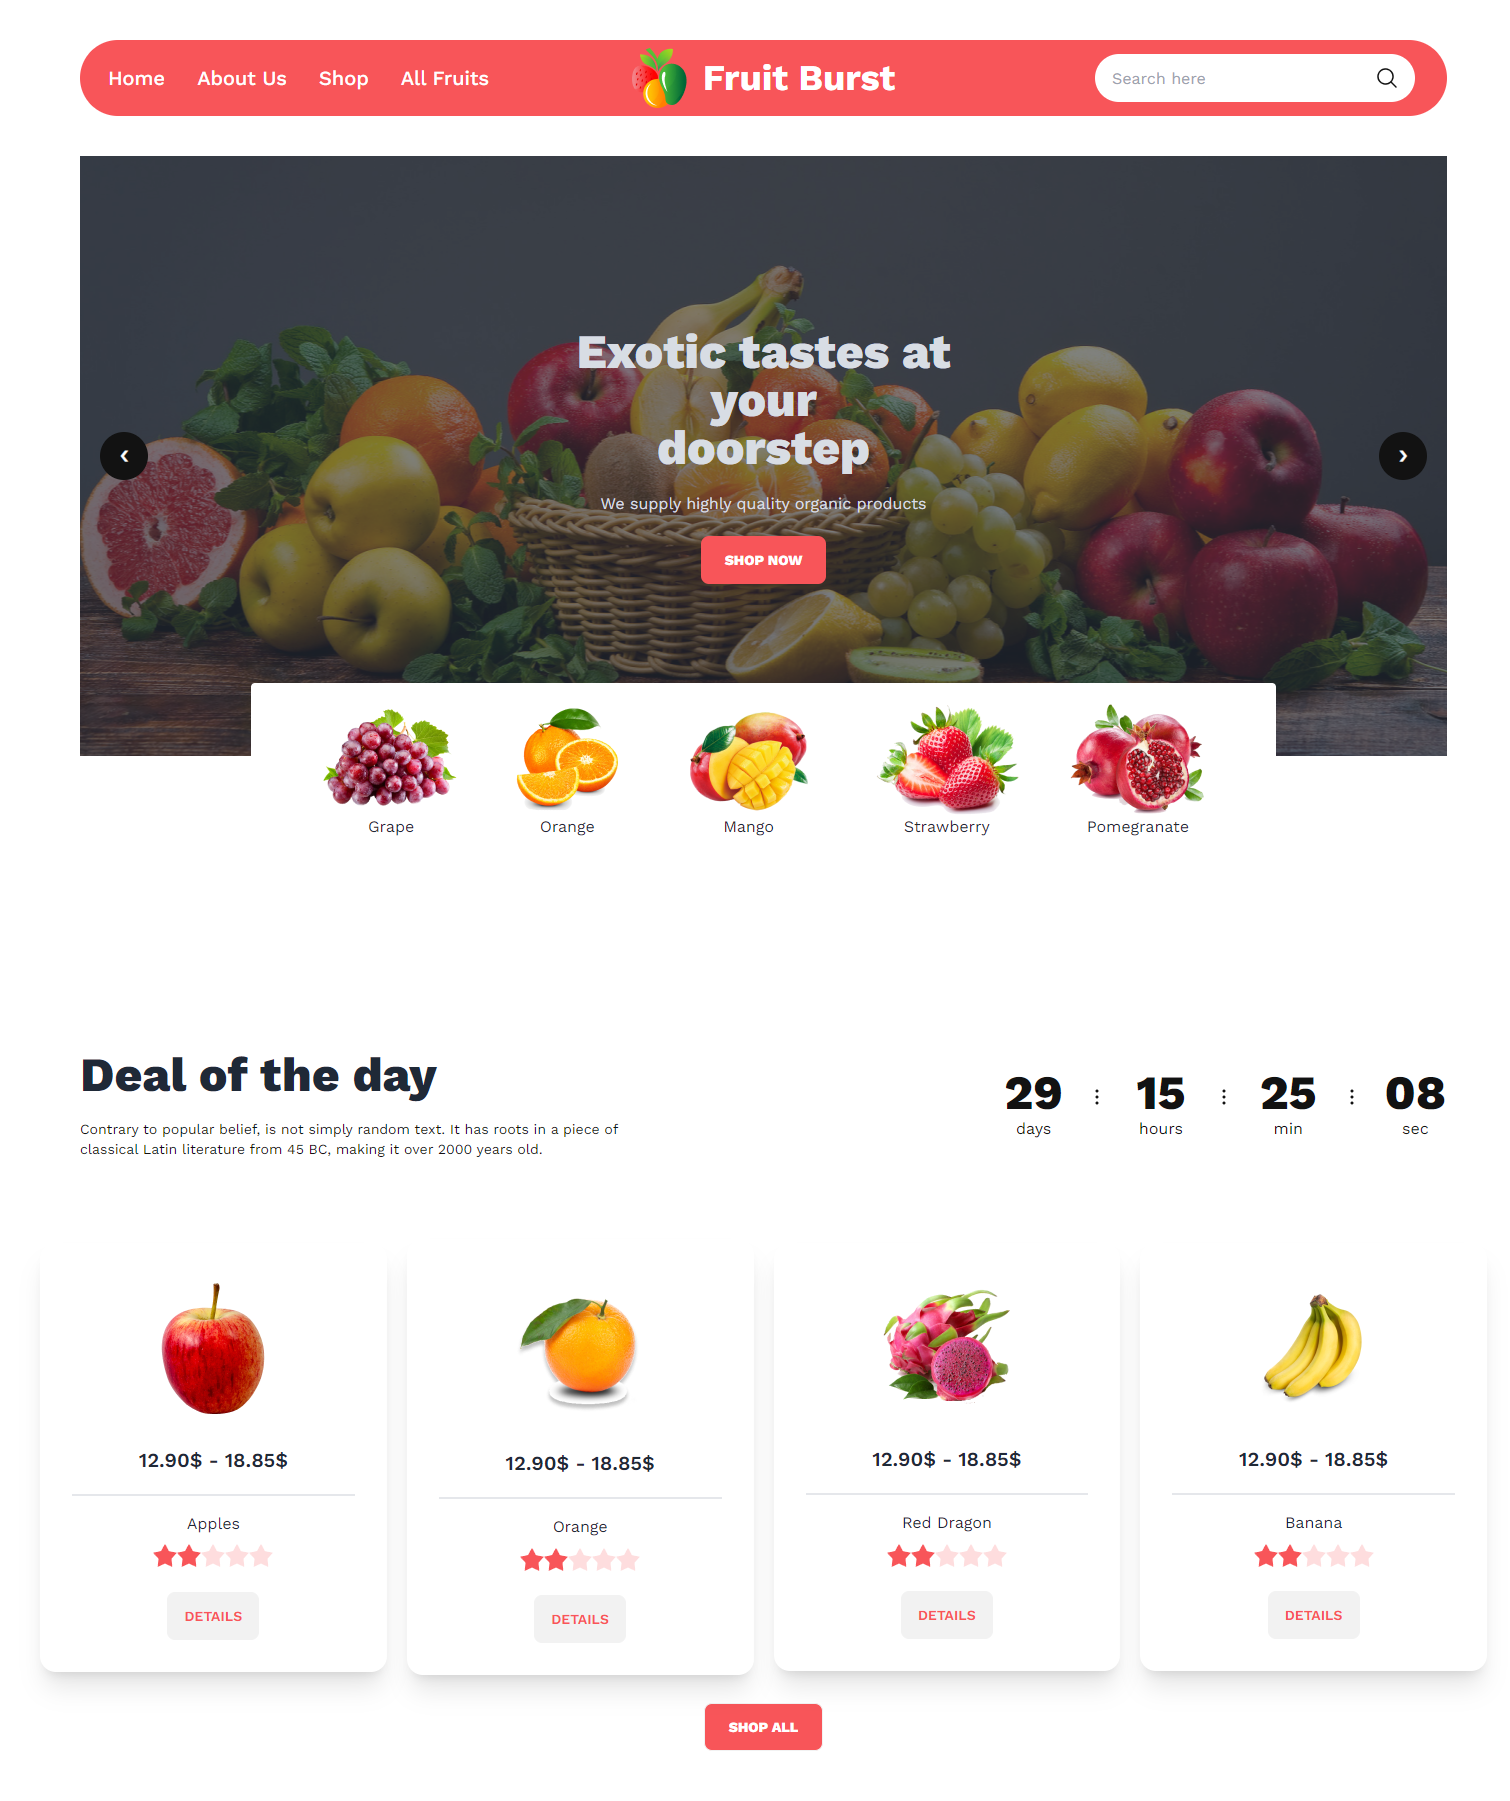 Home
About Us
Shop
All Fruits
Fruit Burst
Search here
Exotic tastes at
your
doorstep
We supply highly quality organic products
SHOP NOW
Grape
Orange
Mango
Strawberry
Pomegranate
Deal of the day
Contrary to popular belief, is not simply random text. It has roots in a piece of
classical Latin literature from 45 BC, making it over 2000 years old.
29 : 15 : 25 : 08
days hours min sec
12.90$ - 18.85$
Apples
DETAILS
12.90$ - 18.85$
Orange
DETAILS
12.90$ - 18.85$
Red Dragon
DETAILS
12.90$ - 18.85$
Banana
DETAILS
SHOP ALL